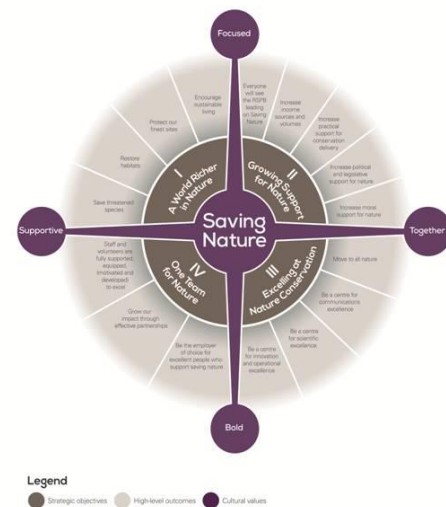 Focused
Everyone
will see
the RSPB
leading
on Saving
Nature
Increase
income
sources and
volumes
Increase
practical
support for
conservation
delivery
Increase political
and legislative support
for nature
Increase moral
support for nature
Together
Move to all nature
Be a centre for
communications
excellence
Be a centre
for scientific
excellence
Be a centre
for innovation
and operational
excellence
Bold
Be the employer
of choice for
excellent people who
support saving nature
Grow our
impact through
effective partnerships
Staff and
volunteers are
fully supported,
equipped,
(motivated and
developed)
to excel
Supportive
Save threatened
species
Restore
habitats
Protect our
finest sites
Encourage
sustainable
living
I
A World Richer
in Nature
II
Growing Support
for Nature
III
Excelling at
Nature Conservation
IV
One Team
for Nature
Saving
Nature
Legend
Strategic objectives
High-level outcomes
Cultural values